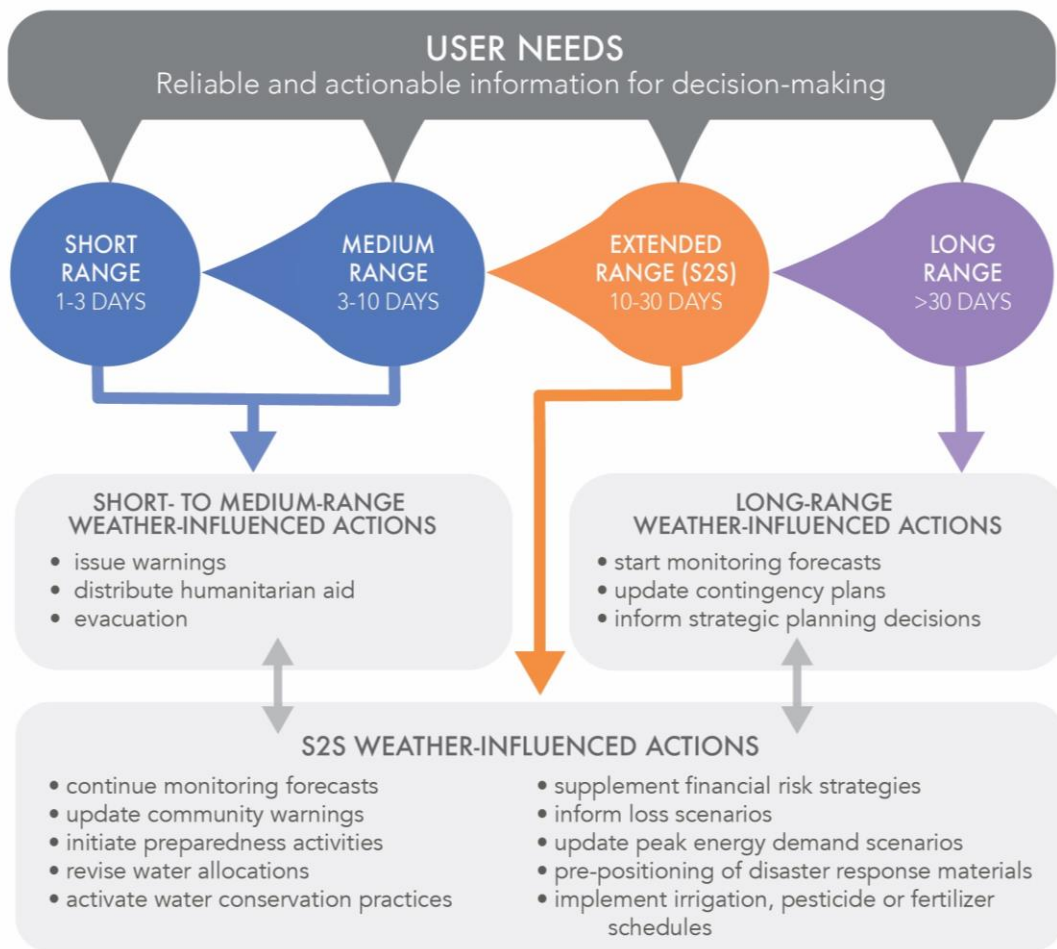 USER NEEDS
Reliable and actionable information for decision-making
SHORT
RANGE
1-3 DAYS
MEDIUM
RANGE
3-10 DAYS
EXTENDED
RANGE (S2S)
10-30 DAYS
LONG
RANGE
>30 DAYS
SHORT- TO MEDIUM-RANGE
WEATHER-INFLUENCED ACTIONS
• issue warnings
• distribute humanitarian aid
• evacuation
LONG-RANGE
WEATHER-INFLUENCED ACTIONS
• start monitoring forecasts
• update contingency plans
• inform strategic planning decisions
S2S WEATHER-INFLUENCED ACTIONS
• continue monitoring forecasts
• update community warnings
• initiate preparedness activities
• revise water allocations
• activate water conservation practices
• supplement financial risk strategies
• inform loss scenarios
• update peak energy demand scenarios
• pre-positioning of disaster response materials
• implement irrigation, pesticide or fertilizer
schedules